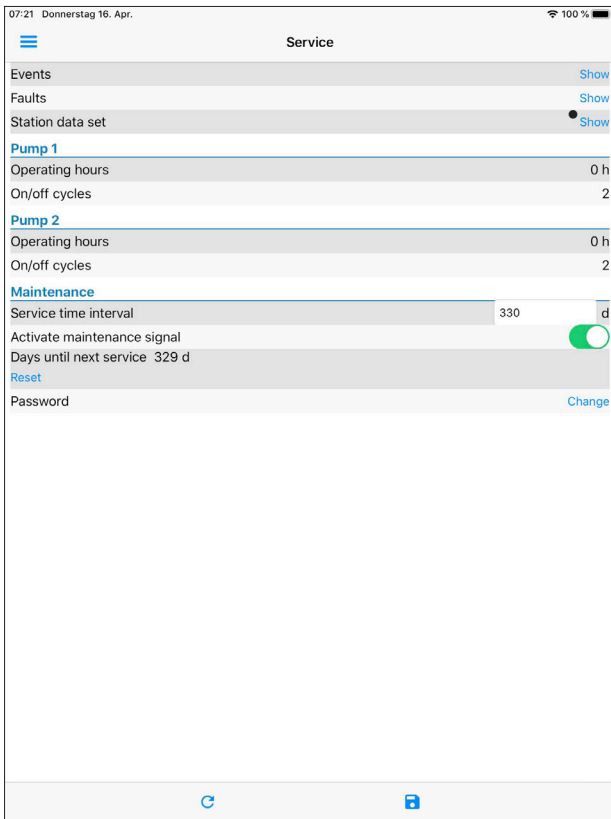 07:21 Donnerstag 16. Apr. 100 %
Service
Events Show
Faults Show
Station data set Show
Pump 1
Operating hours 0 h
On/off cycles 2
Pump 2
Operating hours 0 h
On/off cycles 2
Maintenance
Service time interval 330 d
Activate maintenance signal
Days until next service 329 d
Reset
Password Change